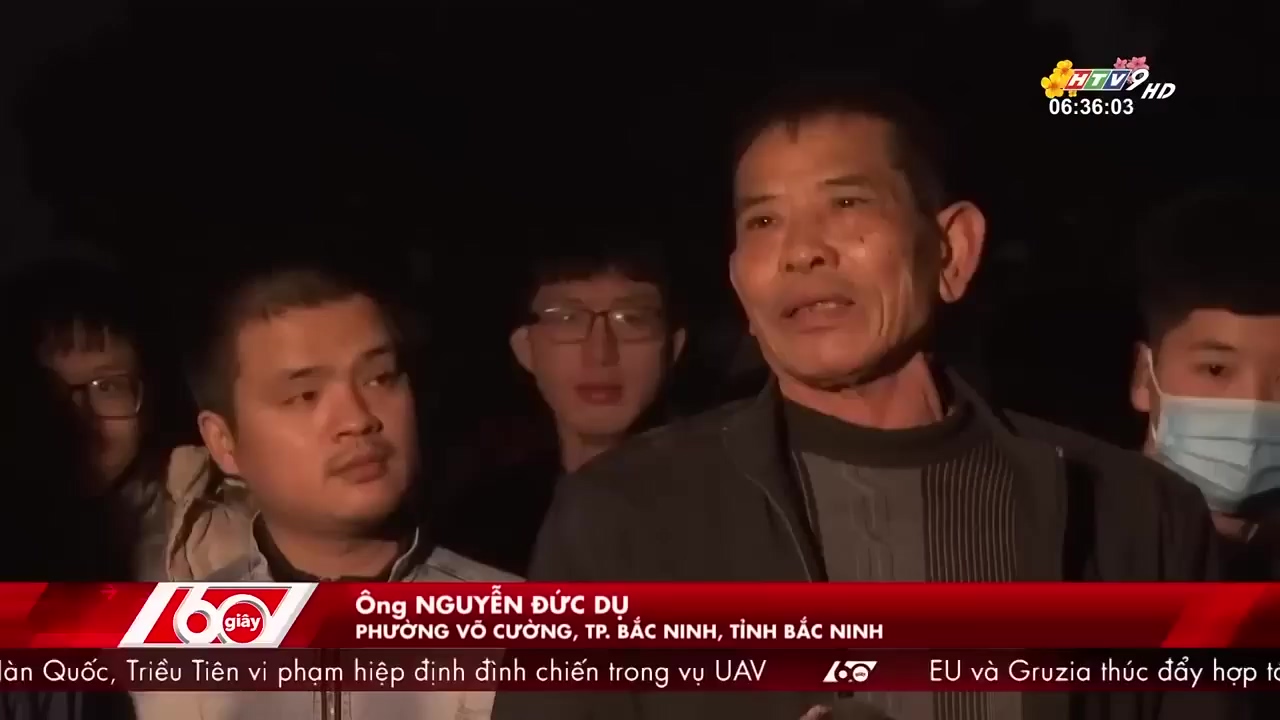 HTV9 HD
06:36:03
60 giây
Ông NGUYỄN ĐỨC DỤ
PHƯỜNG VÕ CƯỜNG, TP. BẮC NINH, TỈNH BẮC NINH
Quốc, Triều Tiên vi phạm hiệp định đình chiến trong vụ UAV 60 giây EU và Gruzia thúc đẩy hợp